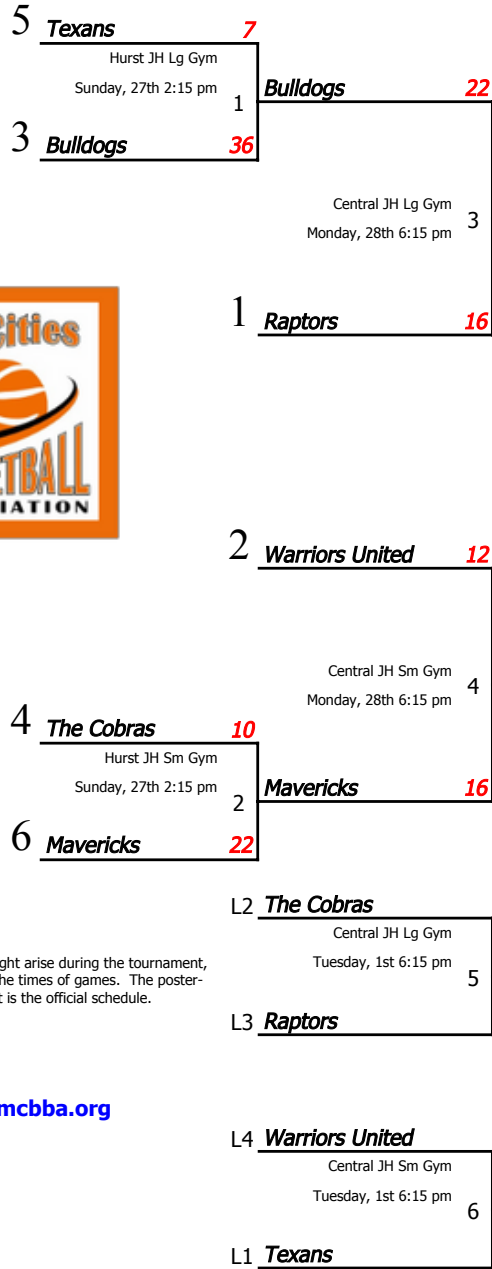 5 Texans 7
Hurst JH Lg Gym
Sunday, 27th 2:15 pm
1
Bulldogs 22
3 Bulldogs 36
Central JH Lg Gym
Monday, 28th 6:15 pm
3
1 Raptors 16
ities
ETBALL
IATION
2 Warriors United 12
Central JH Sm Gym
Monday, 28th 6:15 pm
4
4 The Cobras 10
Hurst JH Sm Gym
Sunday, 27th 2:15 pm
2
Mavericks 16
6 Mavericks 22
L2 The Cobras
Central JH Lg Gym
Tuesday, 1st 6:15 pm
5
L3 Raptors
ght arise during the tournament,
he times of games. The poster-
t is the official schedule.
mcbba.org
L4 Warriors United
Central JH Sm Gym
Tuesday, 1st 6:15 pm
6
L1 Texans